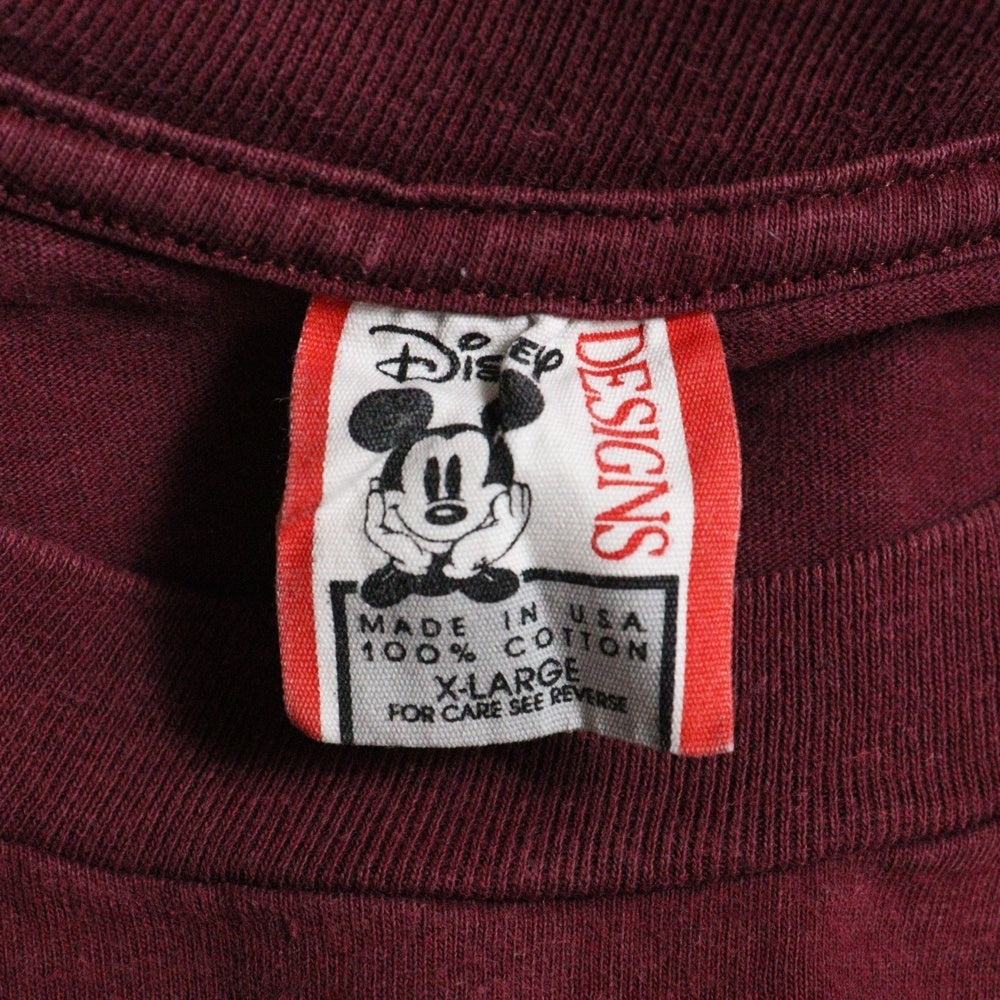 DiSNEY
DESIGNS
MADE IN USA
100% COTTON
X-LARGE
FOR CARE SEE REVERSE